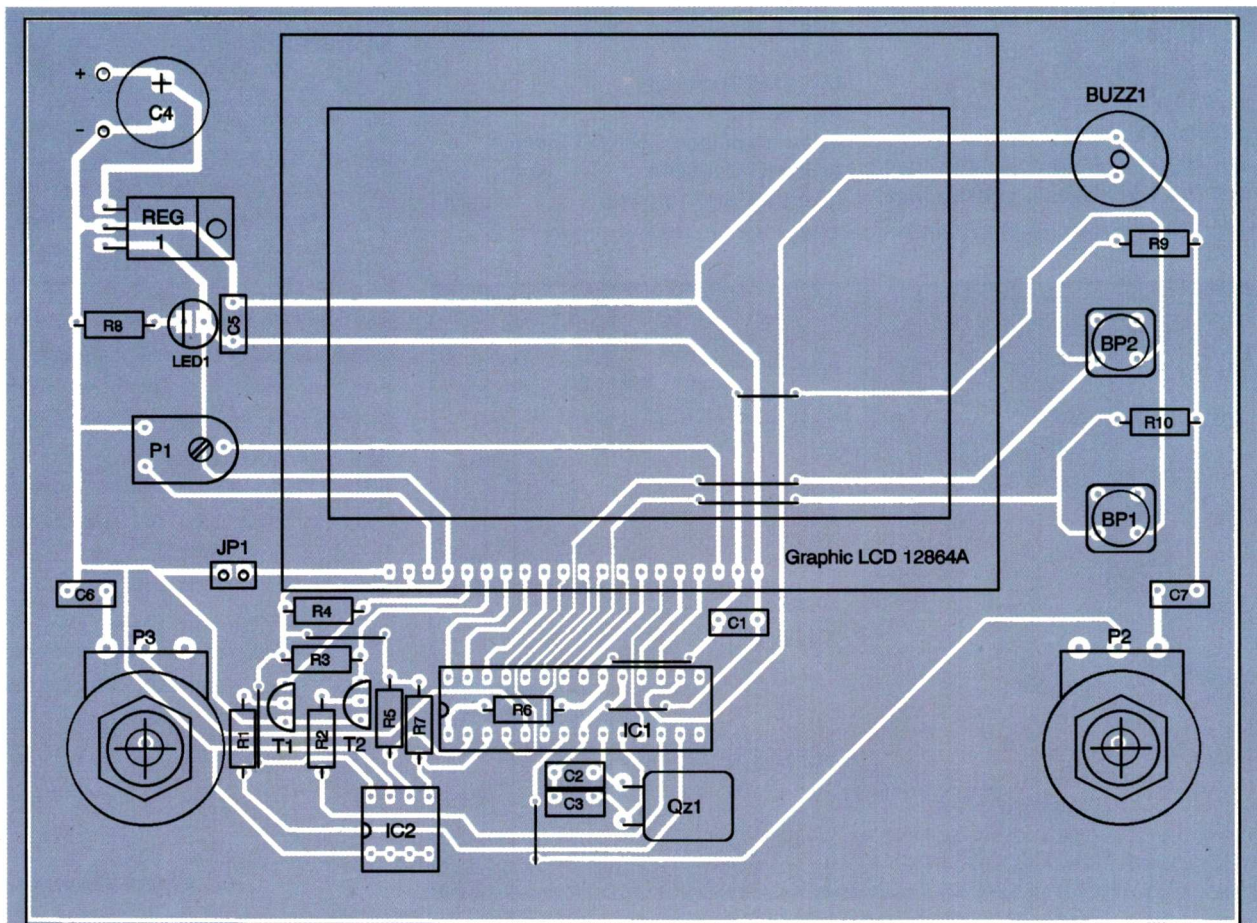 +
C4
-
BUZZ1
REG
1
R9
R8
LED1
C5
BP2
P1
R10
BP1
JP1
Graphic LCD 12864A
C6
R4
C1
C7
P3
R3
P2
R1
T1
R2
T2
R5
R7
R6
IC1
C2
C3
Qz1
IC2